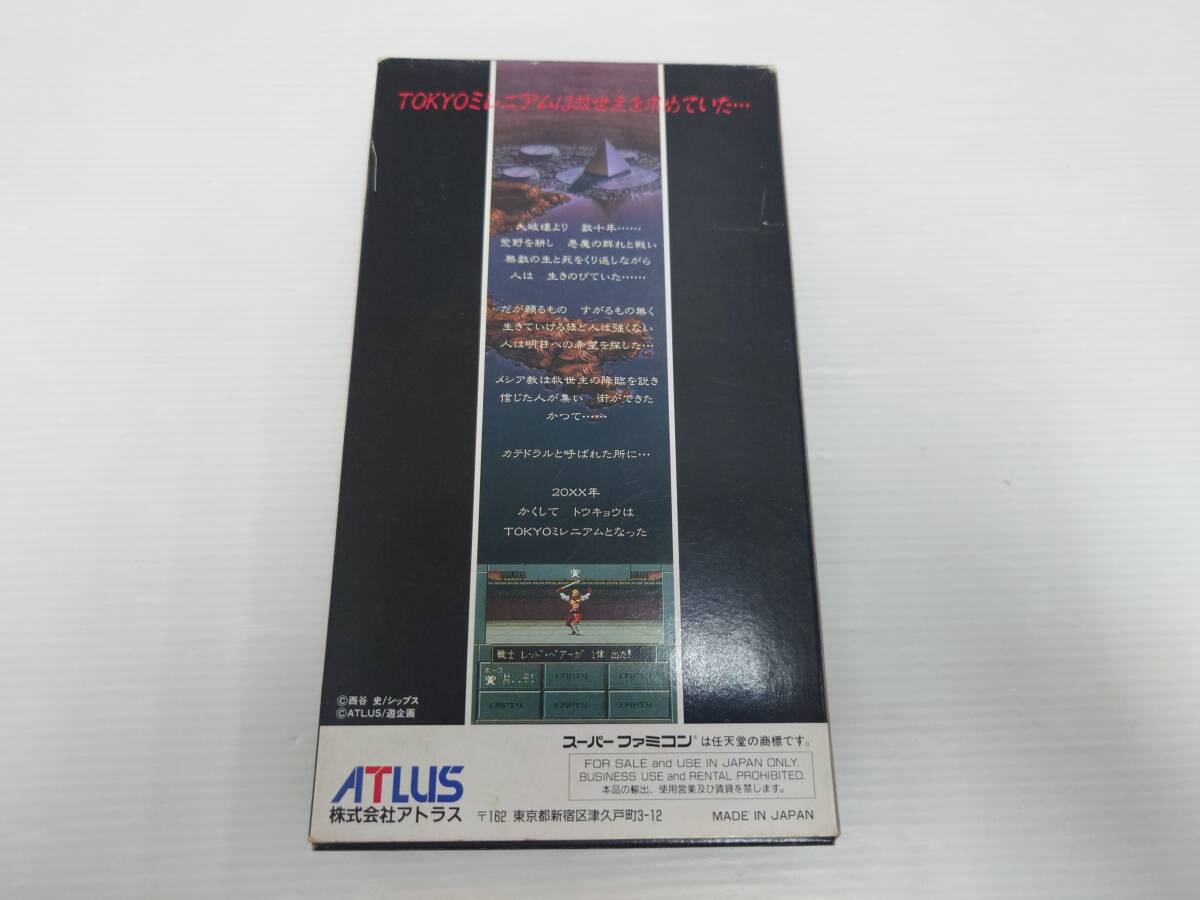 TOKYOミレニアムは救世主を求めていた…
大破壊より 数十年……
荒野を耕し 悪魔の群れと戦い
無数の生と死をくり返しながら
人は 生きのびていた……
だが頼るもの すがるもの無く
生きていけるほど人は強くない
人は明日への希望を探した…
メシア教は救世主の降臨を説き
信じた人が集い 街ができた
かつて……
カテドラルと呼ばれた所に…
20XX年
かくして トウキョウは
TOKYOミレニアムとなった
戦士 レッド・ベアーが 1体 出た!
ホーク
EMPTY
EMPTY
EMPTY
EMPTY
EMPTY
©西谷 史/シップス
©ATLUS/遊企画
スーパーファミコン®は任天堂の商標です。
FOR SALE and USE IN JAPAN ONLY.
BUSINESS USE and RENTAL PROHIBITED.
本品の輸出、使用営業及び賃貸を禁じます。
ATLUS
株式会社アトラス 〒162 東京都新宿区津久戸町3-12 MADE IN JAPAN